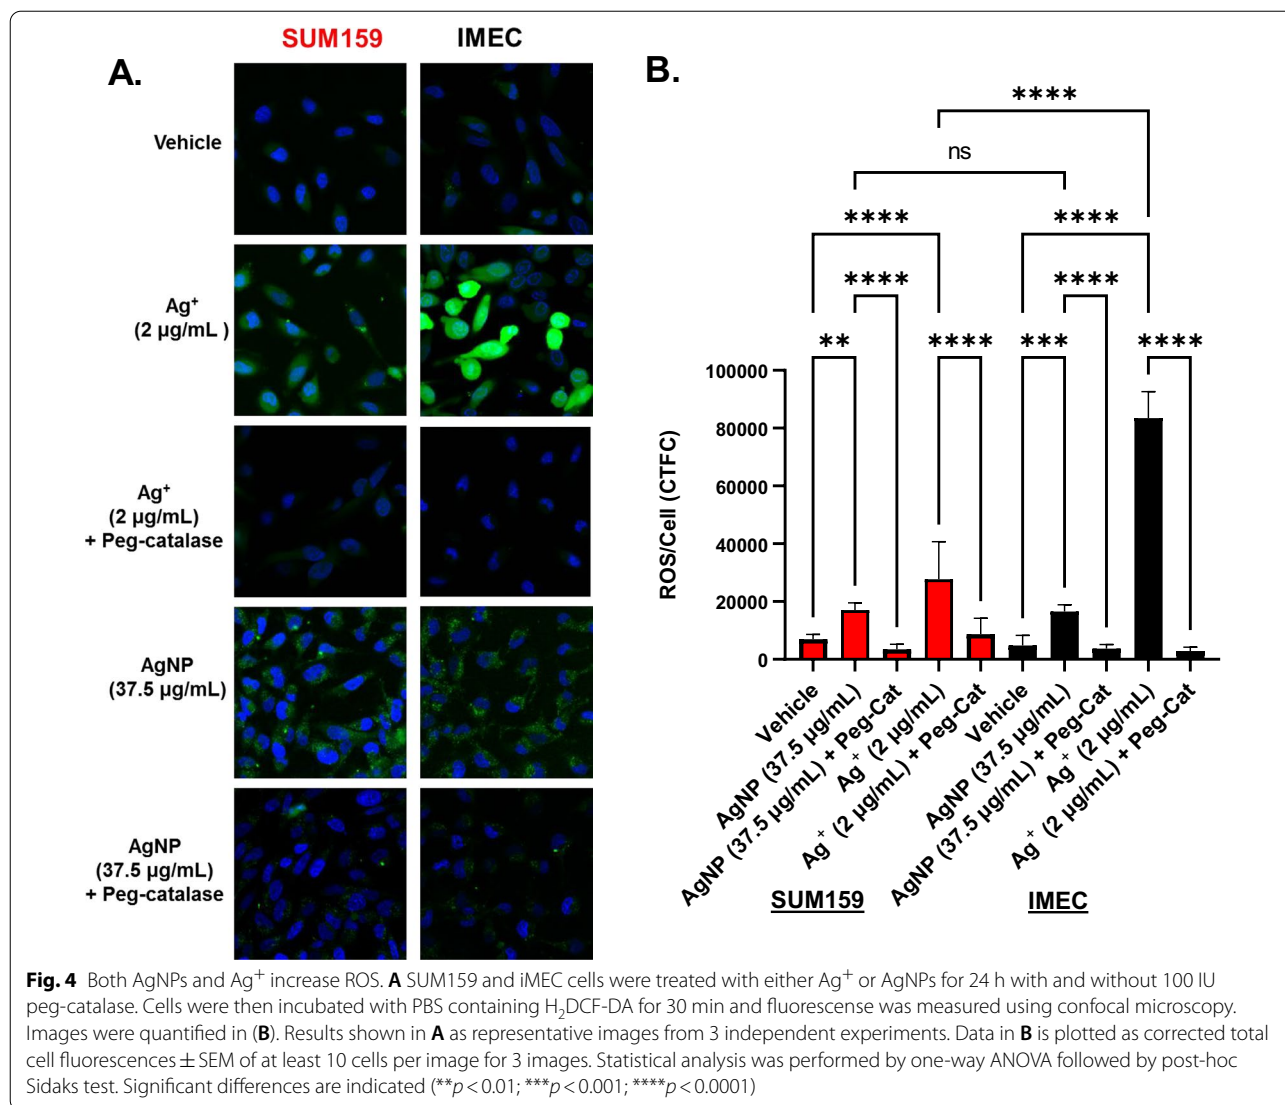 SUM159
IMEC
A.
Vehicle
Ag⁺
(2 µg/mL )
Ag⁺
(2 µg/mL)
+ Peg-catalase
AgNP
(37.5 µg/mL)
AgNP
(37.5 µg/mL)
+ Peg-catalase
B.
****
ns
****
****
****
****
**
****
***
****
ROS/Cell (CTFC)
100000
80000
60000
40000
20000
0
Vehicle
AgNP (37.5 µg/mL)
AgNP (37.5 µg/mL) + Peg-Cat
Ag⁺ (2 µg/mL)
Ag⁺ (2 µg/mL) + Peg-Cat
Vehicle
AgNP (37.5 µg/mL)
AgNP (37.5 µg/mL) + Peg-Cat
Ag⁺ (2 µg/mL)
Ag⁺ (2 µg/mL) + Peg-Cat
SUM159
IMEC
Fig. 4 Both AgNPs and Ag⁺ increase ROS. A SUM159 and iMEC cells were treated with either Ag⁺ or AgNPs for 24 h with and without 100 IU
peg-catalase. Cells were then incubated with PBS containing H₂DCF-DA for 30 min and fluorescense was measured using confocal microscopy.
Images were quantified in (B). Results shown in A as representative images from 3 independent experiments. Data in B is plotted as corrected total
cell fluorescences ± SEM of at least 10 cells per image for 3 images. Statistical analysis was performed by one-way ANOVA followed by post-hoc
Sidaks test. Significant differences are indicated (**p < 0.01; ***p < 0.001; ****p < 0.0001)